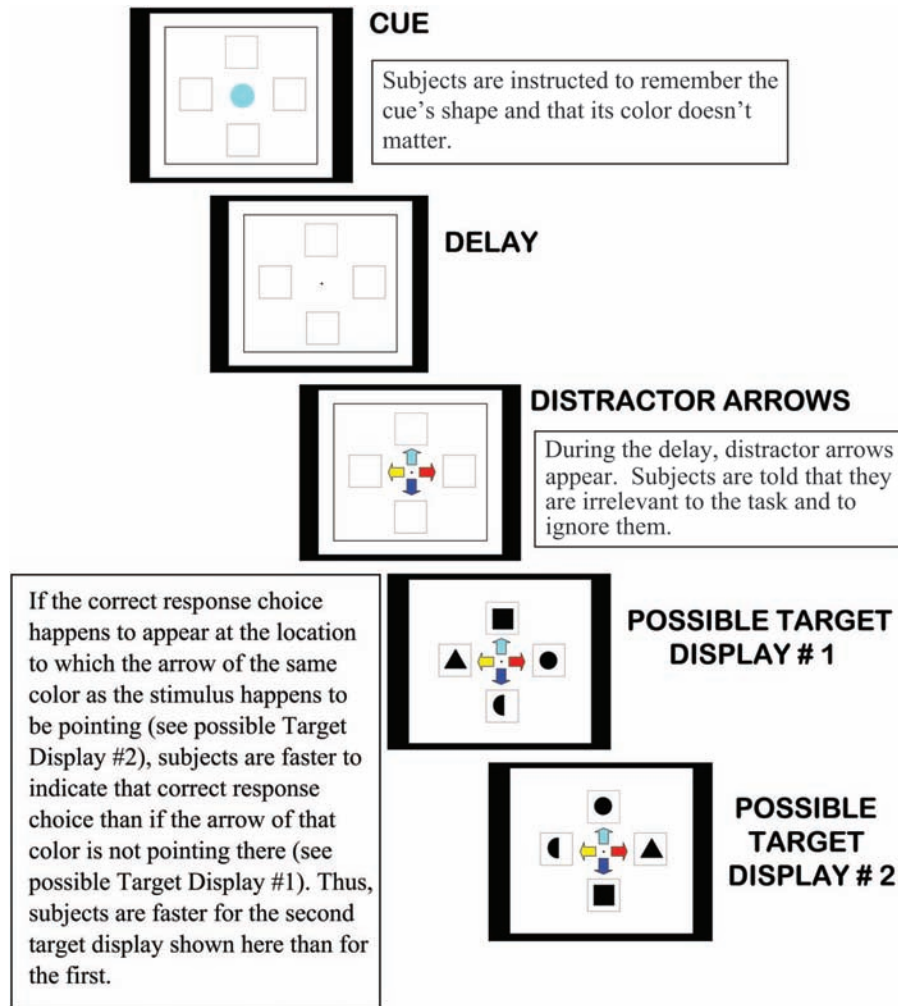 CUE
Subjects are instructed to remember the
cue's shape and that its color doesn't
matter.
DELAY
DISTRACTOR ARROWS
During the delay, distractor arrows
appear. Subjects are told that they
are irrelevant to the task and to
ignore them.
If the correct response choice
happens to appear at the location
to which the arrow of the same
color as the stimulus happens to
be pointing (see possible Target
Display #2), subjects are faster to
indicate that correct response
choice than if the arrow of that
color is not pointing there (see
possible Target Display #1). Thus,
subjects are faster for the second
target display shown here than for
the first.
POSSIBLE TARGET
DISPLAY # 1
POSSIBLE
TARGET
DISPLAY # 2